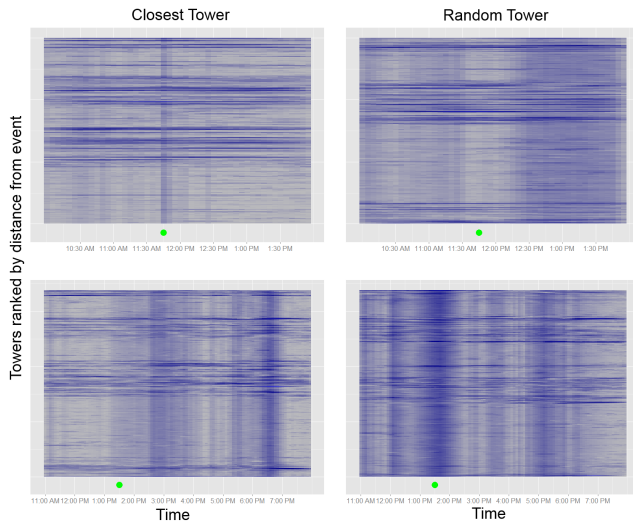 Closest Tower
Random Tower
Towers ranked by distance from event
10:30 AM 11:00 AM 11:30 AM 12:00 PM 12:30 PM 1:00 PM 1:30 PM
10:30 AM 11:00 AM 11:30 AM 12:00 PM 12:30 PM 1:00 PM 1:30 PM
11:00 AM 12:00 PM 1:00 PM 2:00 PM 3:00 PM 4:00 PM 5:00 PM 6:00 PM 7:00 PM
11:00 AM 12:00 PM 1:00 PM 2:00 PM 3:00 PM 4:00 PM 5:00 PM 6:00 PM 7:00 PM
Time
Time